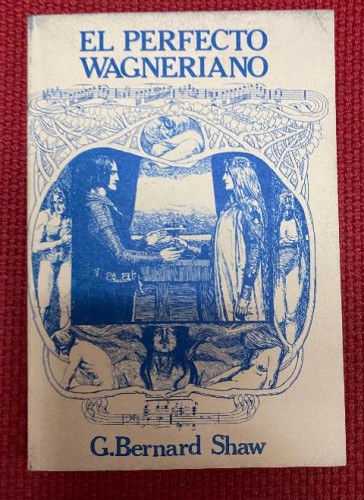 EL PERFECTO
WAGNERIANO
G.Bernard Shaw